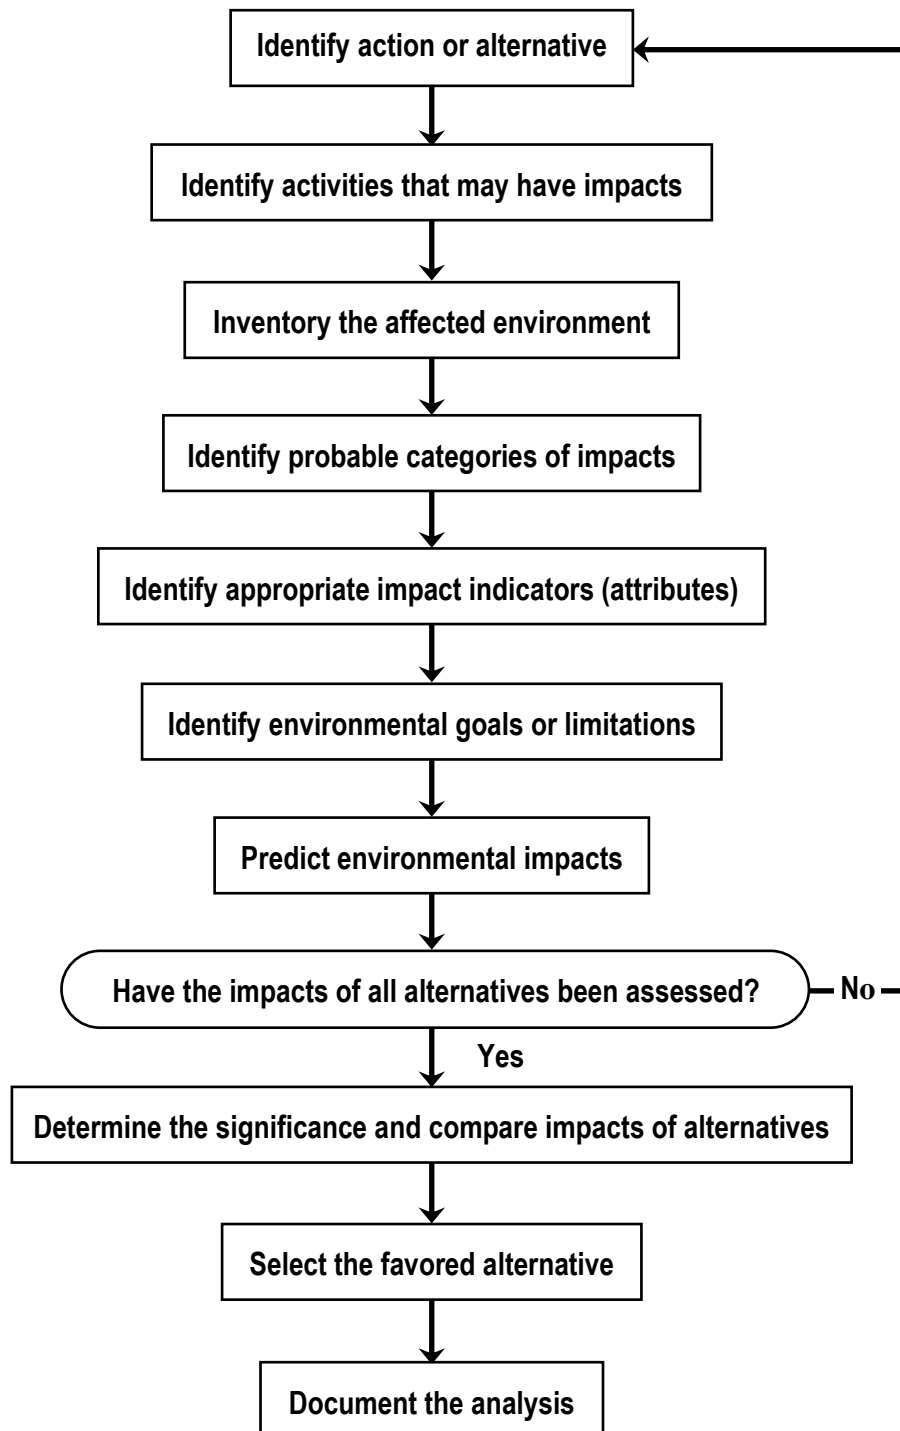 Identify action or alternative
Identify activities that may have impacts
Inventory the affected environment
Identify probable categories of impacts
Identify appropriate impact indicators (attributes)
Identify environmental goals or limitations
Predict environmental impacts
Have the impacts of all alternatives been assessed?
No
Yes
Determine the significance and compare impacts of alternatives
Select the favored alternative
Document the analysis